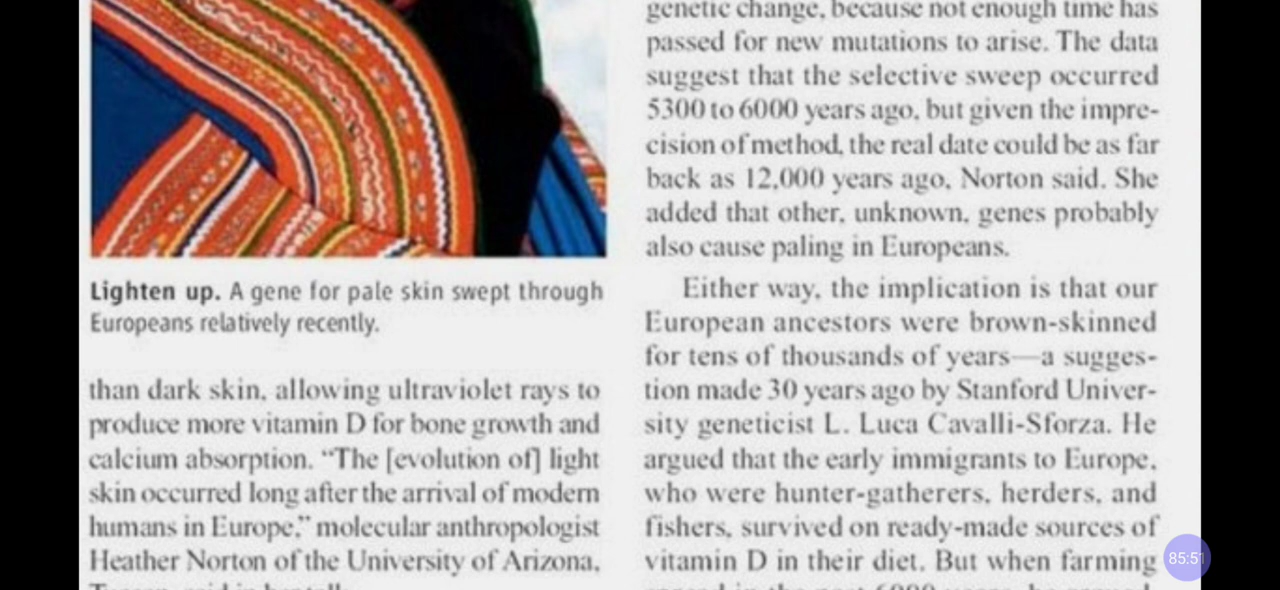 Lighten up. A gene for pale skin swept through
Europeans relatively recently.
than dark skin, allowing ultraviolet rays to
produce more vitamin D for bone growth and
calcium absorption. “The [evolution of] light
skin occurred long after the arrival of modern
humans in Europe,” molecular anthropologist
Heather Norton of the University of Arizona,
genetic change, because not enough time has
passed for new mutations to arise. The data
suggest that the selective sweep occurred
5300 to 6000 years ago, but given the impre-
cision of method, the real date could be as far
back as 12,000 years ago, Norton said. She
added that other, unknown, genes probably
also cause paling in Europeans.
Either way, the implication is that our
European ancestors were brown-skinned
for tens of thousands of years—a sugges-
tion made 30 years ago by Stanford Univer-
sity geneticist L. Luca Cavalli-Sforza. He
argued that the early immigrants to Europe,
who were hunter-gatherers, herders, and
fishers, survived on ready-made sources of
vitamin D in their diet. But when farming
85:51